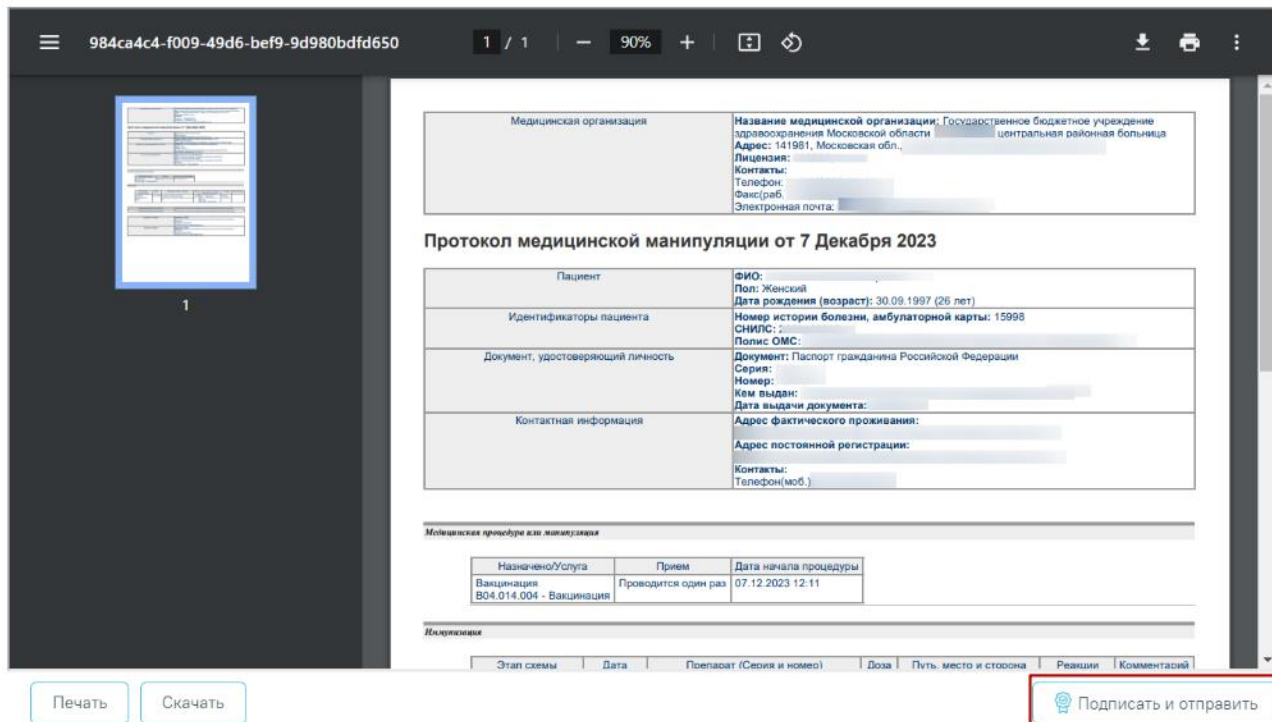 984ca4c4-f009-49d6-bef9-9d980bdfd650
1 / 1
90%
1
Медицинская организация
Название медицинской организации: Государственное бюджетное учреждение
здравоохранения Московской области центральная районная больница
Адрес: 141981, Московская обл.,
Лицензия:
Контакты:
Телефон:
Факс(раб.
Электронная почта:
Протокол медицинской манипуляции от 7 Декабря 2023
Пациент
ФИО:
Пол: Женский
Дата рождения (возраст): 30.09.1997 (26 лет)
Идентификаторы пациента
Номер истории болезни, амбулаторной карты: 15998
СНИЛС:
Полис ОМС:
Документ, удостоверяющий личность
Документ: Паспорт гражданина Российской Федерации
Серия:
Номер:
Кем выдан:
Дата выдачи документа:
Контактная информация
Адрес фактического проживания:
Адрес постоянной регистрации:
Контакты:
Телефон(моб.)
Медицинская процедура или манипуляция
Назначено/Услуга Прием Дата начала процедуры
Вакцинация Проводится один раз 07.12.2023 12:11
B04.014.004 - Вакцинация
Иммунизация
Этап схемы Дата Препарат (Серия и номер) Доза Путь, место и сторона Реакции Комментарий
Печать
Скачать
Подписать и отправить